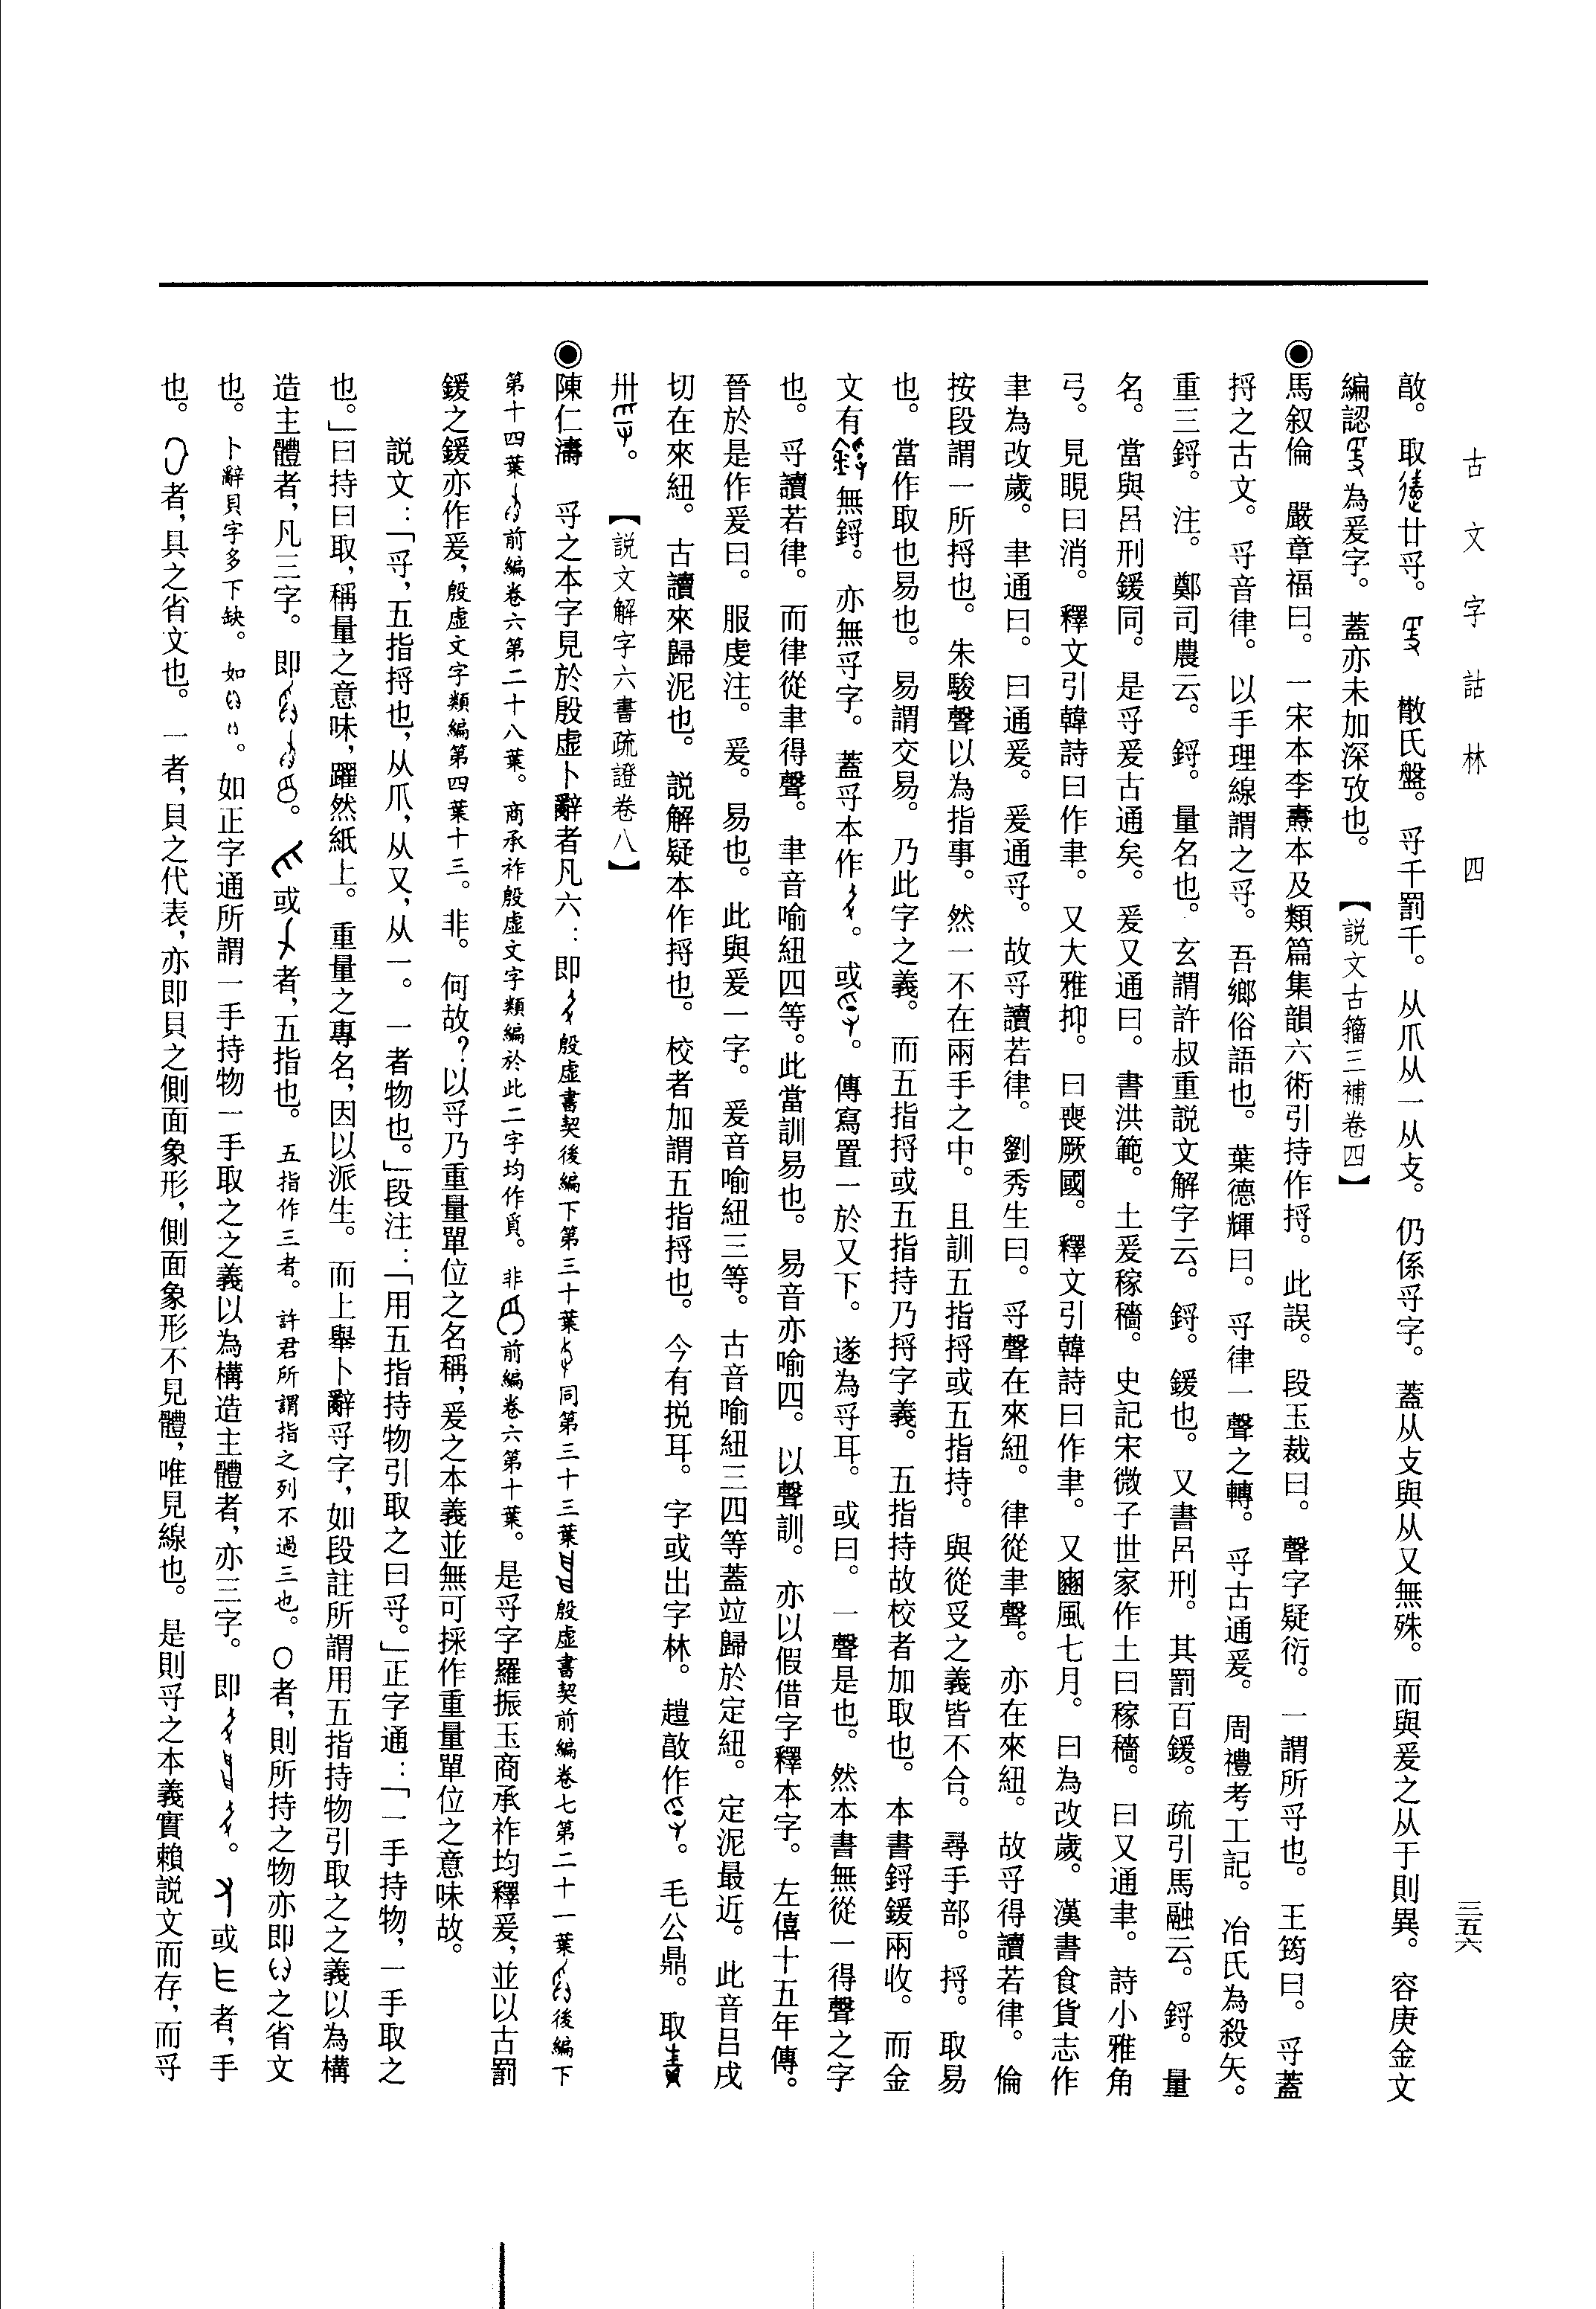 古文字詁林 四
三五六
敔。取廿寽。 散氏盤。寽千罰千。从爪从一从攴。仍係寽字。蓋从攴與从又無殊。而與爰之从于則異。容庚金文
編認為爰字。蓋亦未加深攷也。【説文古籀三補卷四】
◉馬叙倫 嚴章福曰。一宋本李燾本及類篇集韻六術引持作捋。此誤。段玉裁曰。聲字疑衍。一謂所寽也。王筠曰。寽蓋
捋之古文。寽音律。以手理線謂之寽。吾鄉俗語也。葉德輝曰。寽律一聲之轉。寽古通爰。周禮考工記。冶氏為殺矢。
重三鋝。注。鄭司農云。鋝。量名也。玄謂許叔重説文解字云。鋝。鍰也。又書呂刑。其罰百鍰。疏引馬融云。鋝。量
名。當與呂刑鍰同。是寽爰古通矣。爰又通曰。書洪範。土爰稼穡。史記宋微子世家作土曰稼穡。曰又通聿。詩小雅角
弓。見晛曰消。釋文引韓詩曰作聿。又大雅抑。曰喪厥國。釋文引韓詩曰作聿。又豳風七月。曰為改歲。漢書食貨志作
聿為改歲。聿通曰。曰通爰。爰通寽。故寽讀若律。劉秀生曰。寽聲在來紐。律從聿聲。亦在來紐。故寽得讀若律。倫
按段謂一所捋也。朱駿聲以為指事。然一不在兩手之中。且訓五指捋或五指持。與從𠬪之義皆不合。尋手部。捋。取易
也。當作取也易也。易謂交易。乃此字之義。而五指捋或五指持乃捋字義。五指持故校者加取也。本書鋝鍰兩收。而金
文有無鋝。亦無寽字。蓋寽本作。或。傳寫置一於又下。遂為寽耳。或曰。一聲是也。然本書無從一得聲之字
也。寽讀若律。而律從聿得聲。聿音喻紐四等。此當訓易也。易音亦喻四。以聲訓。亦以假借字釋本字。左僖十五年傳。
晉於是作爰曰。服虔注。爰。易也。此與爰一字。爰音喻紐三等。古音喻紐三四等蓋竝歸於定紐。定泥最近。此音呂戌
切在來紐。古讀來歸泥也。説解疑本作捋也。校者加謂五指捋也。今有挩耳。字或出字林。趞敔作。毛公鼎。取
卅。【説文解字六書疏證卷八】
◉陳仁濤 寽之本字見於殷虛卜辭者凡六：即殷虛書契後編下第三十葉同第三十三葉殷虛書契前編卷七第二十一葉後編下
第十四葉前編卷六第二十八葉。商承祚殷虛文字類編於此二字均作䝨。非前編卷六第十葉。是寽字羅振玉商承祚均釋爰，並以古罰
鍰之鍰亦作爰，殷虛文字類編第四葉十三。非。何故？以寽乃重量單位之名稱，爰之本義並無可採作重量單位之意味故。
説文：「寽，五指捋也，从爪，从又，从一。一者物也。」段注：「用五指持物引取之曰寽。」正字通：「一手持物，一手取之
也。」曰持曰取，稱量之意味，躍然紙上。重量之專名，因以派生。而上舉卜辭寽字，如段註所謂用五指持物引取之之義以為構
造主體者，凡三字。即。或者，五指也。五指作三者。許君所謂指之列不過三也。〇者，則所持之物亦即之省文
也。卜辭貝字多下缺。如。如正字通所謂一手持物一手取之之義以為構造主體者，亦三字。即。或者，手
也。者，具之省文也。一者，貝之代表，亦即貝之側面象形，側面象形不見體，唯見線也。是則寽之本義實賴説文而存，而寽